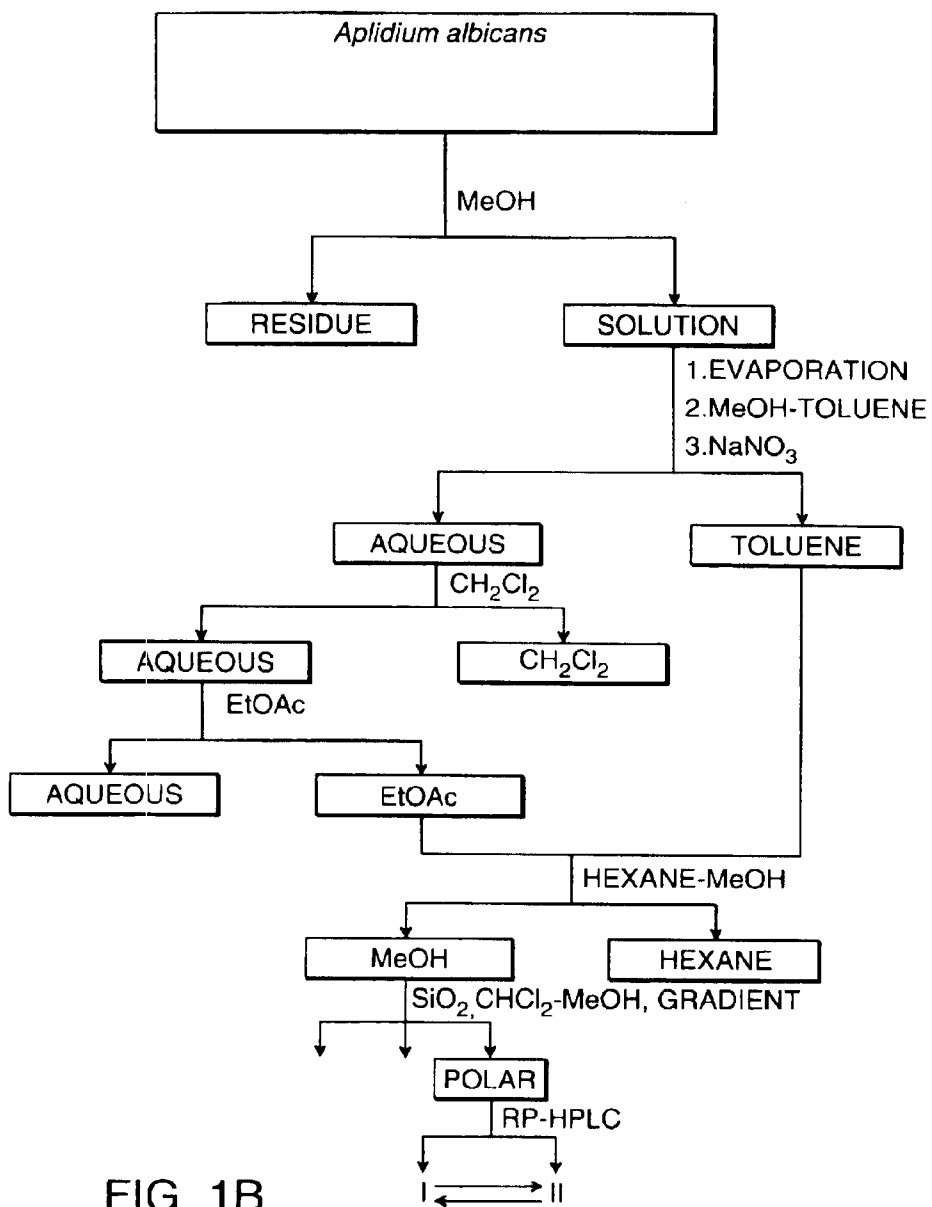 Aplidium albicans
MeOH
RESIDUE
SOLUTION
1.EVAPORATION
2.MeOH-TOLUENE
3.NaNO3
AQUEOUS
TOLUENE
CH2Cl2
AQUEOUS
CH2Cl2
EtOAc
AQUEOUS
EtOAc
HEXANE-MeOH
MeOH
HEXANE
SiO2,CHCl2-MeOH, GRADIENT
POLAR
RP-HPLC
I
II
FIG. 1B